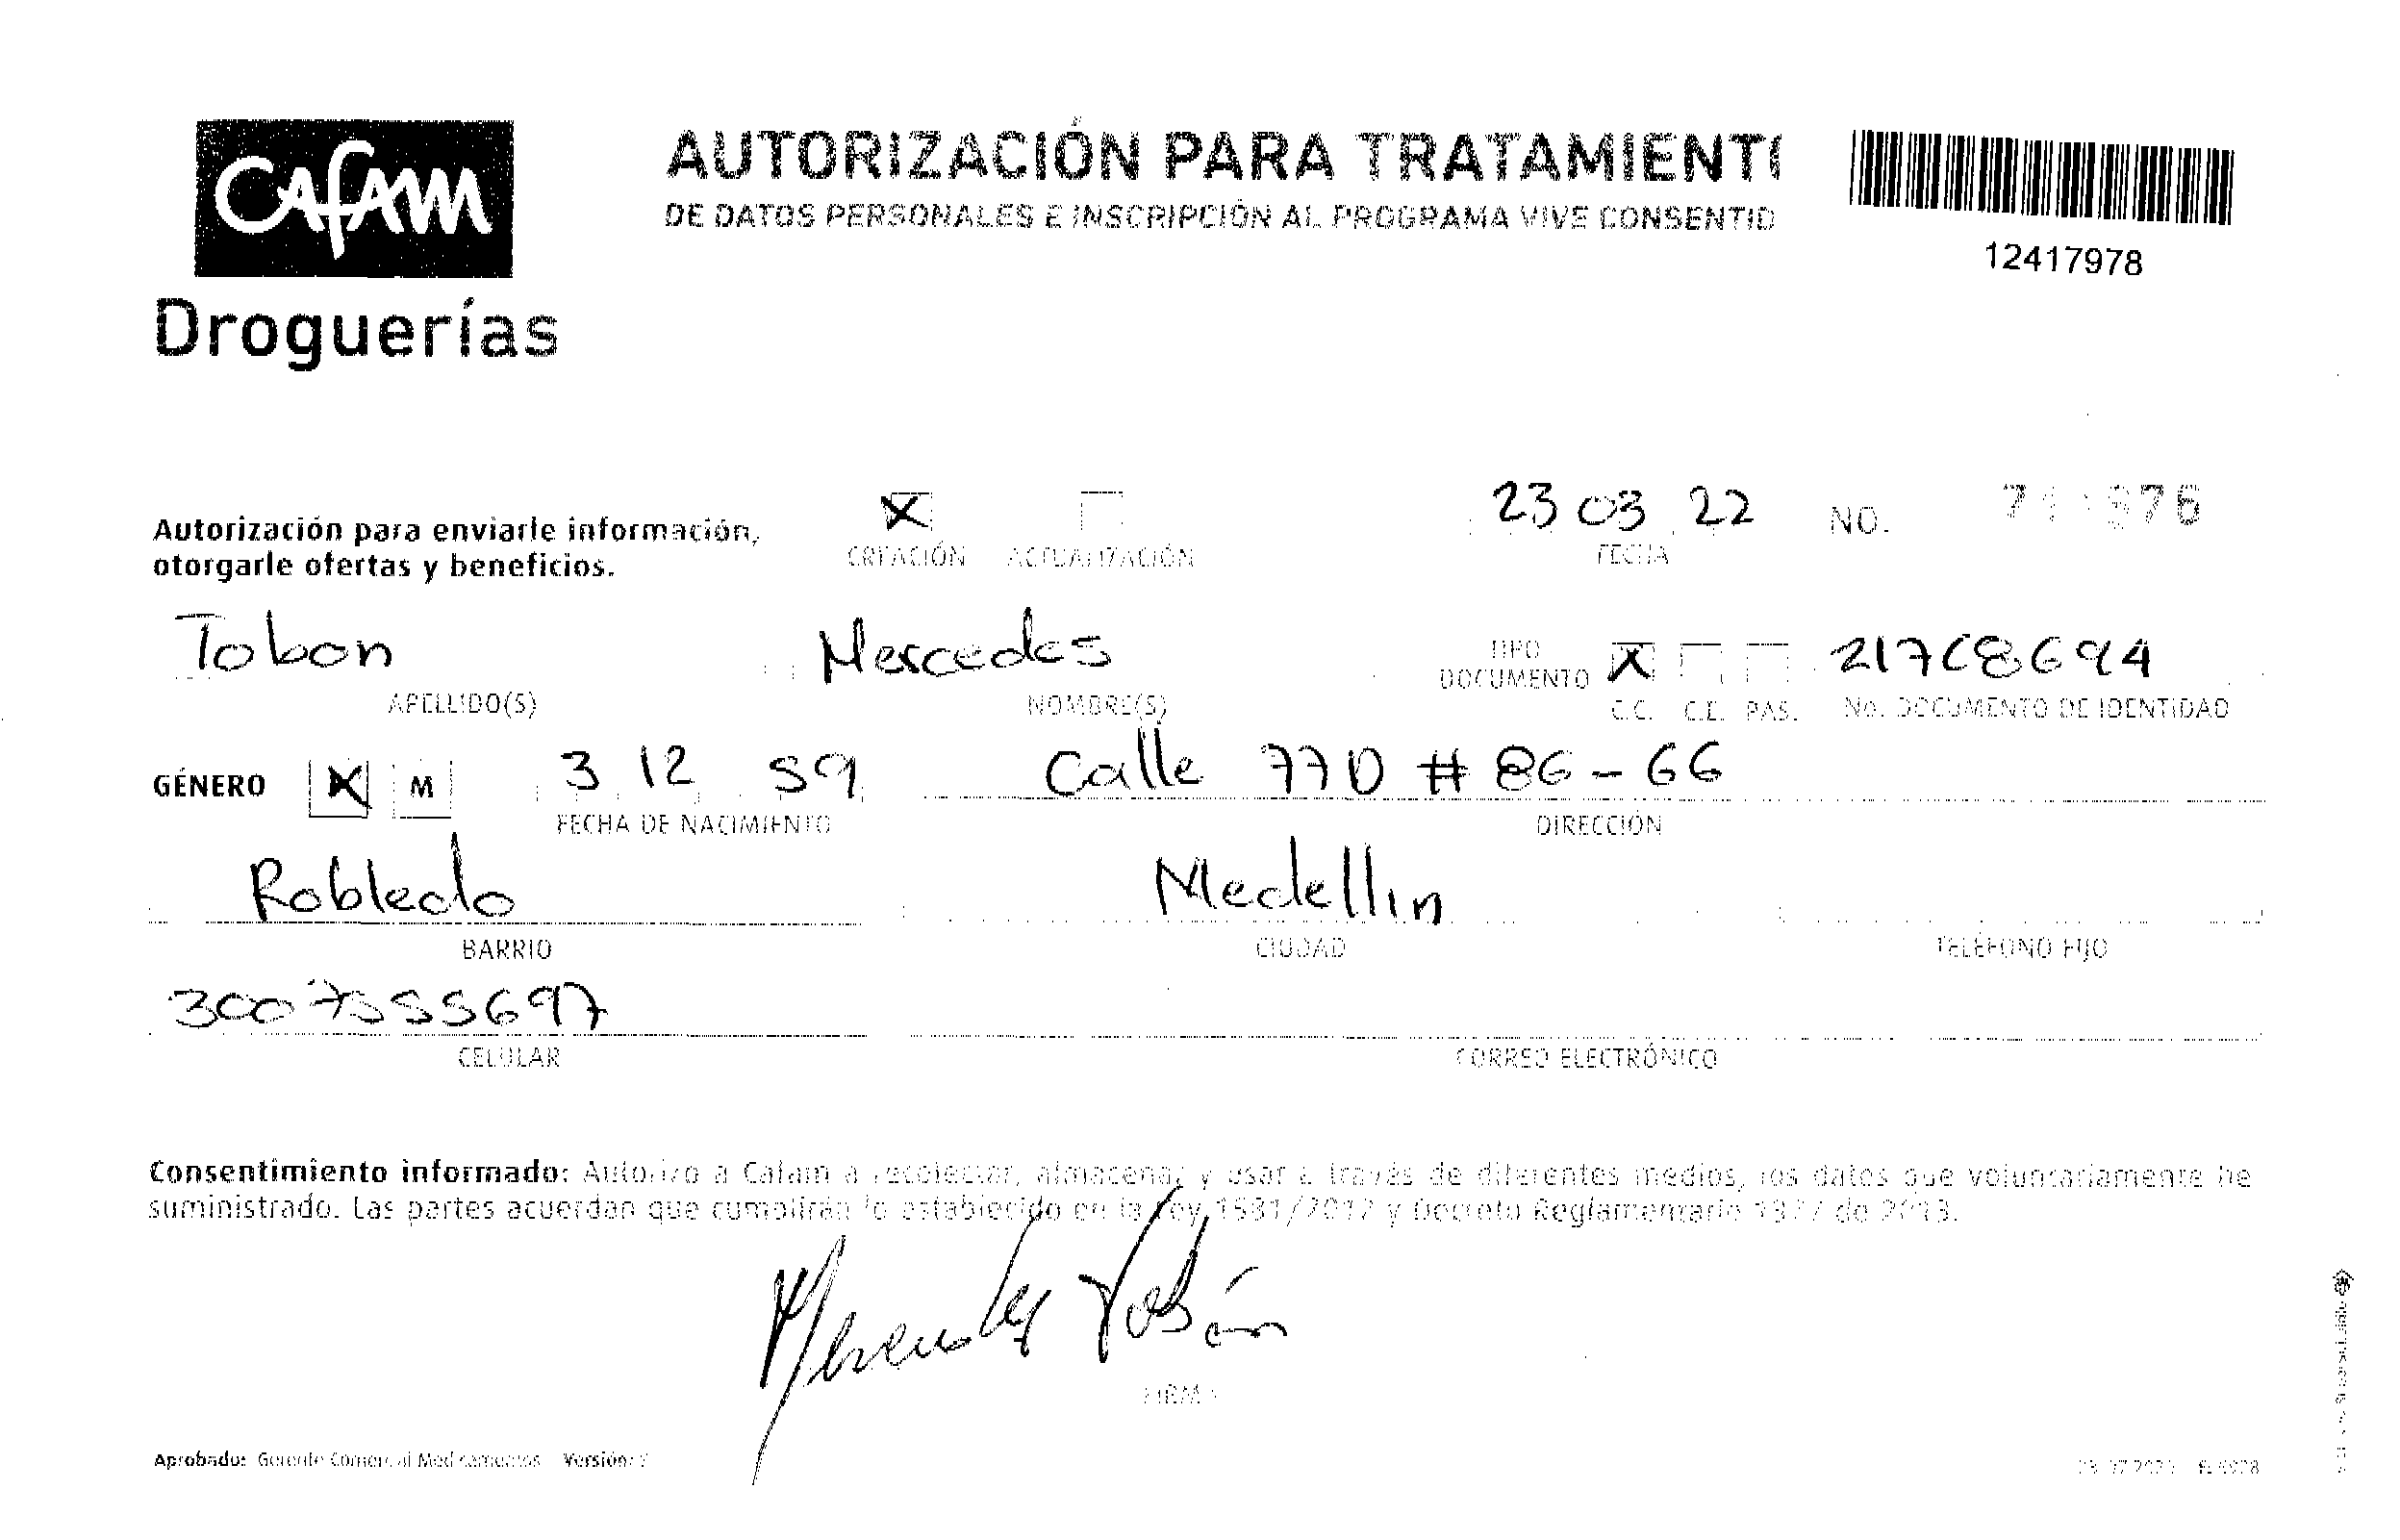 CAFAM
Droguerías
AUTORIZACIÓN PARA TRATAMIENT
DE DATOS PERSONALES E INSCRIPCIÓN AL PROGRAMA VIVE CONSENTID
12417978
Autorización para enviarle información,
otorgarle ofertas y beneficios.
X
CREACIÓN ACTUALIZACIÓN
23 03 22
FECHA
NO.
Tobon
APELLIDO(S)
Mercedes
NOMBRE(S)
TIPO
DOCUMENTO
X
C.C. C.E. PAS.
No. DOCUMENTO DE IDENTIDAD
GÉNERO X M
3 12 59
FECHA DE NACIMIENTO
Calle 77D # 86-66
DIRECCIÓN
Robledo
BARRIO
Medellin
CIUDAD
TELÉFONO FIJO
3007555697
CELULAR
CORREO ELECTRÓNICO
Consentimiento informado: Autorizo a Cafam a recolectar, almacenar y usar a través de diferentes medios, los datos que voluntariamente he
suministrado. Las partes acuerdan que cumplirán lo establecido en la Ley 1581/2012 y Decreto Reglamentario 1377 de 2013.
Mercedes Tobón
FIRMA
Aprobado: Gerente Comercial Medicamentos Versión: